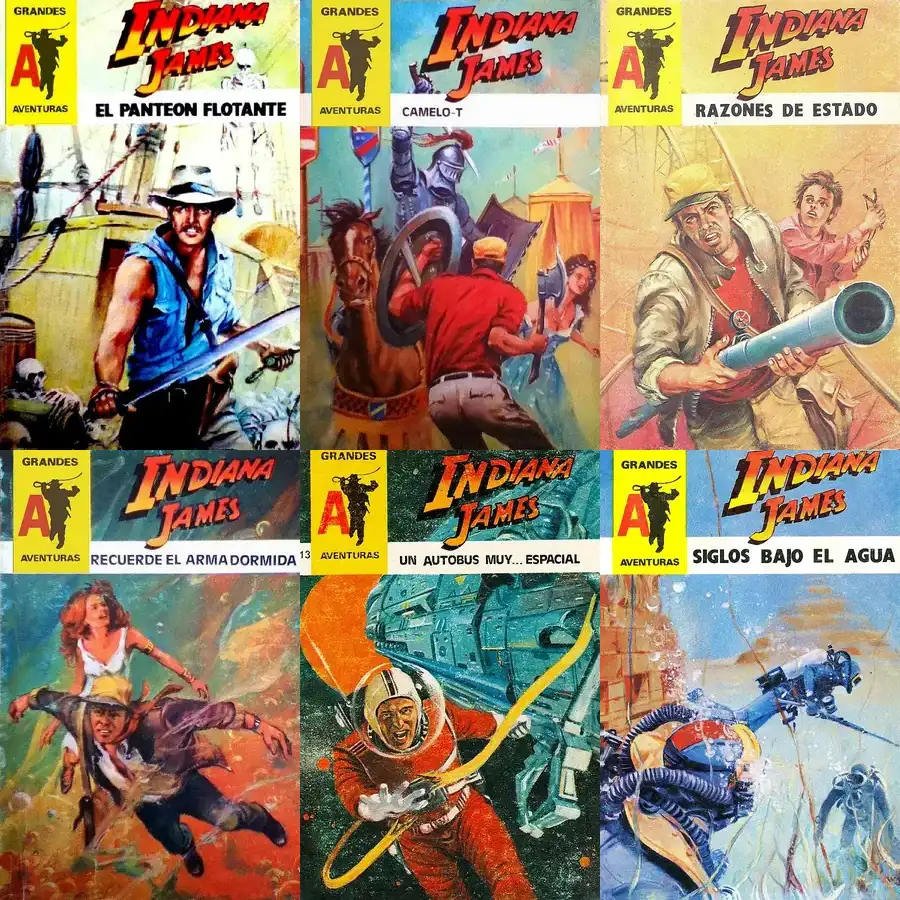 GRANDES
A
AVENTURAS
INDIANA
JAMES
EL PANTEON FLOTANTE
GRANDES
A
AVENTURAS
INDIANA
JAMES
CAMELO-T
GRANDES
A
AVENTURAS
INDIANA
JAMES
RAZONES DE ESTADO
GRANDES
A
AVENTURAS
INDIANA
JAMES
RECUERDE EL ARMA DORMIDA
13
GRANDES
A
AVENTURAS
INDIANA
JAMES
UN AUTOBUS MUY... ESPACIAL
GRANDES
A
AVENTURAS
INDIANA
JAMES
SIGLOS BAJO EL AGUA